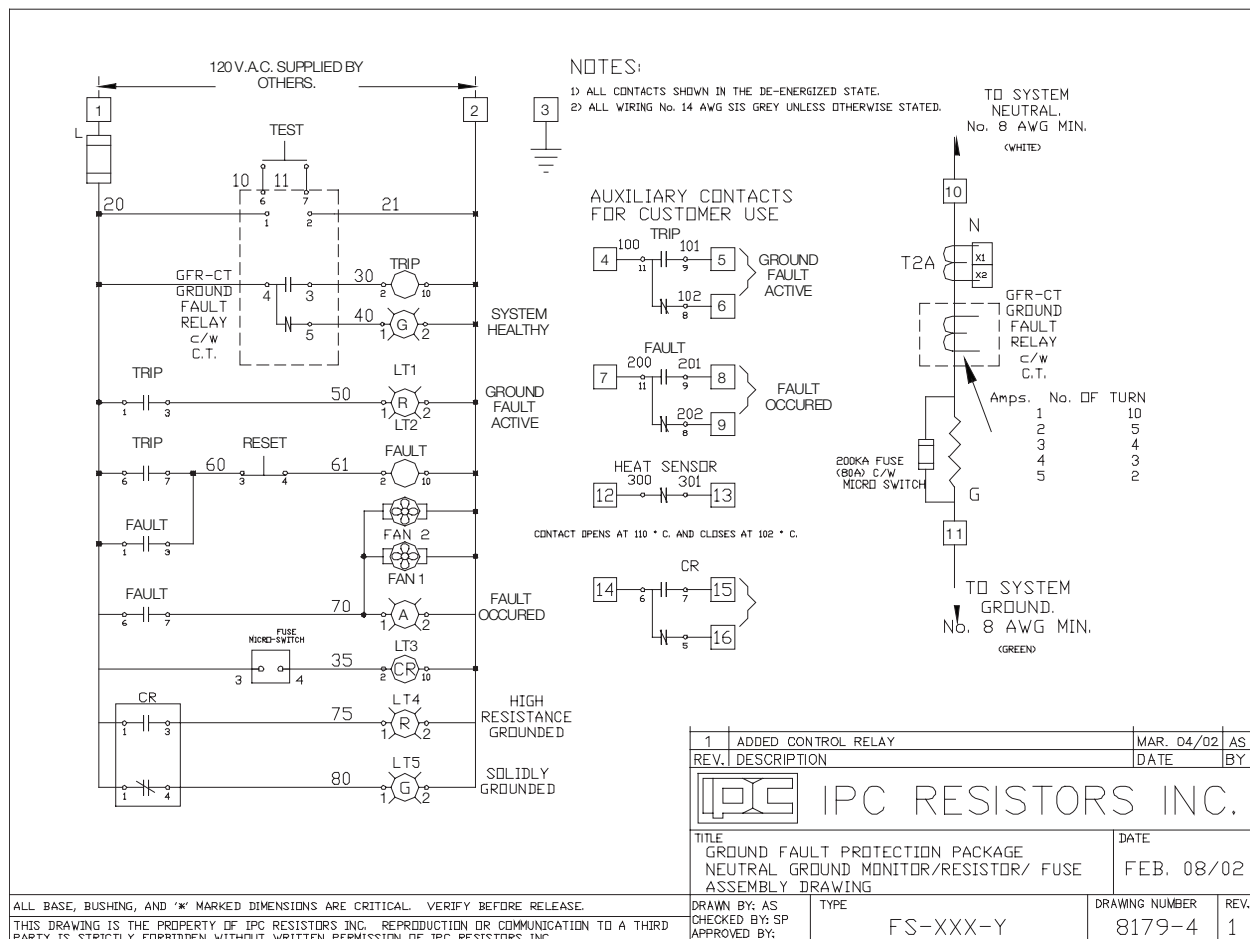 120 V.A.C. SUPPLIED BY
OTHERS.
1
2
3
L
TEST
10 11
6 7
20
1 2
21
GFR-CT
GROUND
FAULT
RELAY
c/w
C.T.
4 3
30
TRIP
2 10
5
40
1 G 2
SYSTEM
HEALTHY
TRIP
1 3
50
LT1
1 R 2
LT2
GROUND
FAULT
ACTIVE
TRIP
6 7
60
RESET
3 4
61
FAULT
2 10
FAULT
1 3
FAN 2
FAN 1
FAULT
6 7
70
1 A 2
FAULT
OCCURED
FUSE
MICRO-SWITCH
3 4
35
LT3
2 CR 10
CR
1 3
75
LT4
1 R 2
HIGH
RESISTANCE
GROUNDED
1 4
80
LT5
1 G 2
SOLIDLY
GROUNDED
NOTES:
1) ALL CONTACTS SHOWN IN THE DE-ENERGIZED STATE.
2) ALL WIRING No. 14 AWG SIS GREY UNLESS OTHERWISE STATED.
AUXILIARY CONTACTS
FOR CUSTOMER USE
TRIP
4 100 11 101 9 5
102 8 6
GROUND
FAULT
ACTIVE
FAULT
7 200 11 201 9 8
202 8 9
FAULT
OCCURED
HEAT SENSOR
12 300 301 13
CONTACT OPENS AT 110 ° C. AND CLOSES AT 102 ° C.
CR
14 6 7 15
5 16
TO SYSTEM
NEUTRAL.
No. 8 AWG MIN.
(WHITE)
10
N
T2A
X1
X2
GFR-CT
GROUND
FAULT
RELAY
c/w
C.T.
Amps. No. OF TURN
1 10
2 5
3 4
4 3
5 2
200KA FUSE
(80A) C/W
MICRO SWITCH
G
11
TO SYSTEM
GROUND.
No. 8 AWG MIN.
(GREEN)
1 ADDED CONTROL RELAY MAR. 04/02 AS
REV. DESCRIPTION DATE BY
IPC IPC RESISTORS INC.
TITLE
GROUND FAULT PROTECTION PACKAGE
NEUTRAL GROUND MONITOR/RESISTOR/ FUSE
ASSEMBLY DRAWING
DATE
FEB. 08/02
DRAWN BY: AS
CHECKED BY: SP
APPROVED BY:
TYPE
FS-XXX-Y
DRAWING NUMBER
8179-4
REV.
1
ALL BASE, BUSHING, AND '*' MARKED DIMENSIONS ARE CRITICAL. VERIFY BEFORE RELEASE.
THIS DRAWING IS THE PROPERTY OF IPC RESISTORS INC. REPRODUCTION OR COMMUNICATION TO A THIRD
PARTY IS STRICTLY FORBIDDEN WITHOUT WRITTEN PERMISSION OF IPC RESISTORS INC.